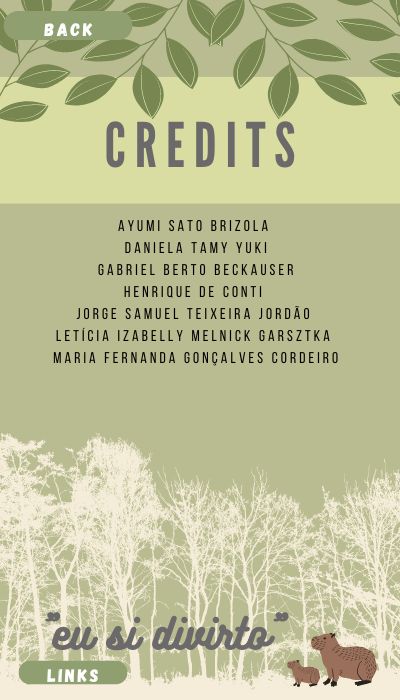 BACK
CREDITS
AYUMI SATO BRIZOLA
DANIELA TAMY YUKI
GABRIEL BERTO BECKAUSER
HENRIQUE DE CONTI
JORGE SAMUEL TEIXEIRA JORDÃO
LETÍCIA IZABELLY MELNICK GARSZTKA
MARIA FERNANDA GONÇALVES CORDEIRO
"eu si divirto"
LINKS